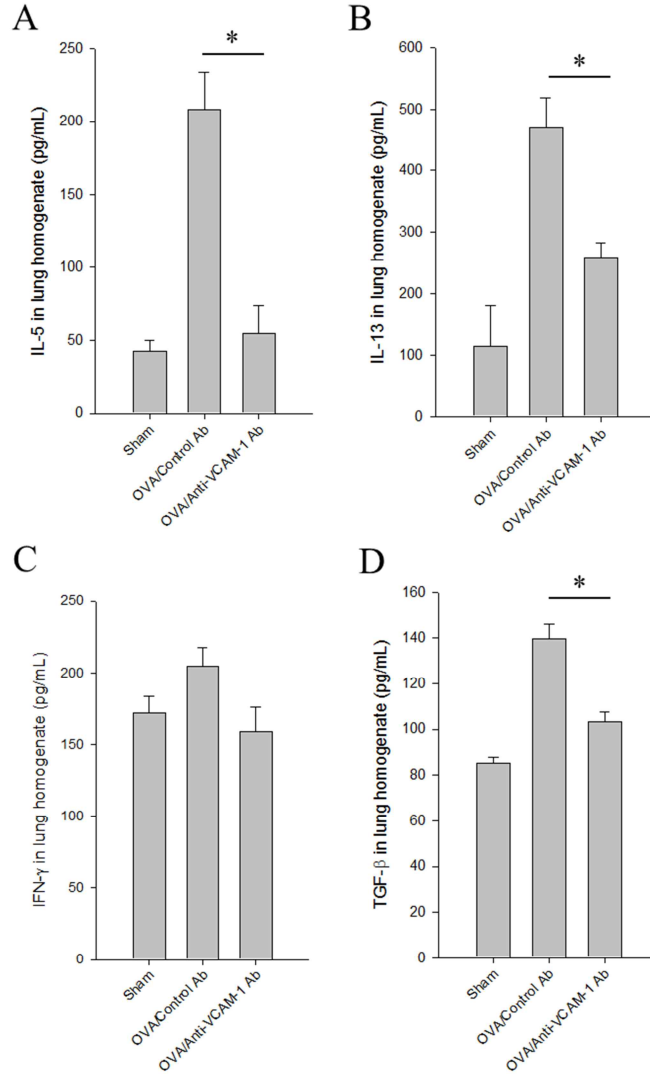 A
*
IL-5 in lung homogenate (pg/mL)
250
200
150
100
50
0
Sham
OVA/Control Ab
OVA/Anti-VCAM-1 Ab
B
*
IL-13 in lung homogenate (pg/mL)
600
500
400
300
200
100
0
Sham
OVA/Control Ab
OVA/Anti-VCAM-1 Ab
C
IFN-γ in lung homogenate (pg/mL)
250
200
150
100
50
0
Sham
OVA/Control Ab
OVA/Anti-VCAM-1 Ab
D
*
TGF-β in lung homogenate (pg/mL)
160
140
120
100
80
60
40
20
0
Sham
OVA/Control Ab
OVA/Anti-VCAM-1 Ab